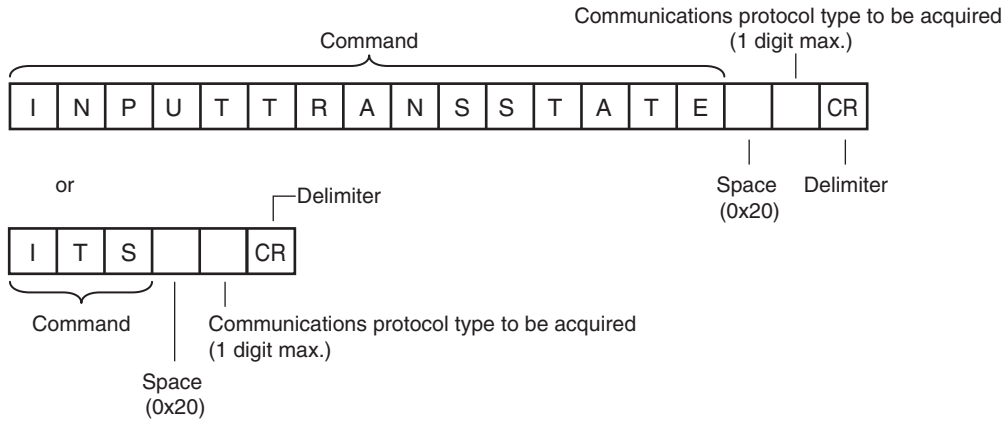 Communications protocol type to be acquired
(1 digit max.)
Command
I N P U T T R A N S S T A T E CR
Space
(0x20)
Delimiter
or
Delimiter
I T S CR
Command
Communications protocol type to be acquired
(1 digit max.)
Space
(0x20)